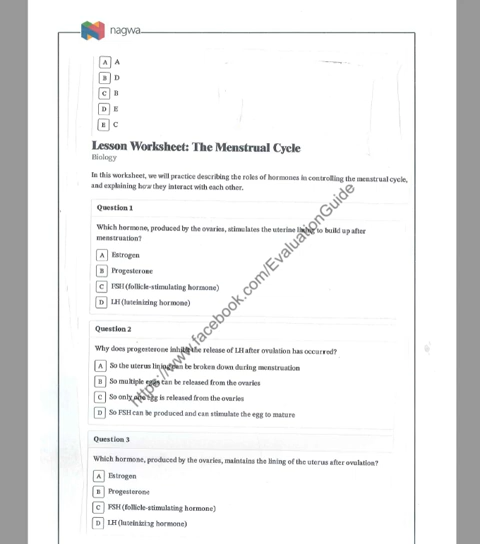 nagwa
A A
B D
C B
D E
E C
Lesson Worksheet: The Menstrual Cycle
Biology
In this worksheet, we will practice describing the roles of hormones in controlling the menstrual cycle,
and explaining how they interact with each other.
Question 1
Which hormone, produced by the ovaries, stimulates the uterine lining to build up after
menstruation?
A Estrogen
B Progesterone
C FSH (follicle-stimulating hormone)
D LH (luteinizing hormone)
Question 2
Why does progesterone inhibit the release of LH after ovulation has occurred?
A So the uterus lining can be broken down during menstruation
B So multiple eggs can be released from the ovaries
C So only one egg is released from the ovaries
D So FSH can be produced and can stimulate the egg to mature
Question 3
Which hormone, produced by the ovaries, maintains the lining of the uterus after ovulation?
A Estrogen
B Progesterone
C FSH (follicle-stimulating hormone)
D LH (luteinizing hormone)
https://www.facebook.com/EvaluationGuide